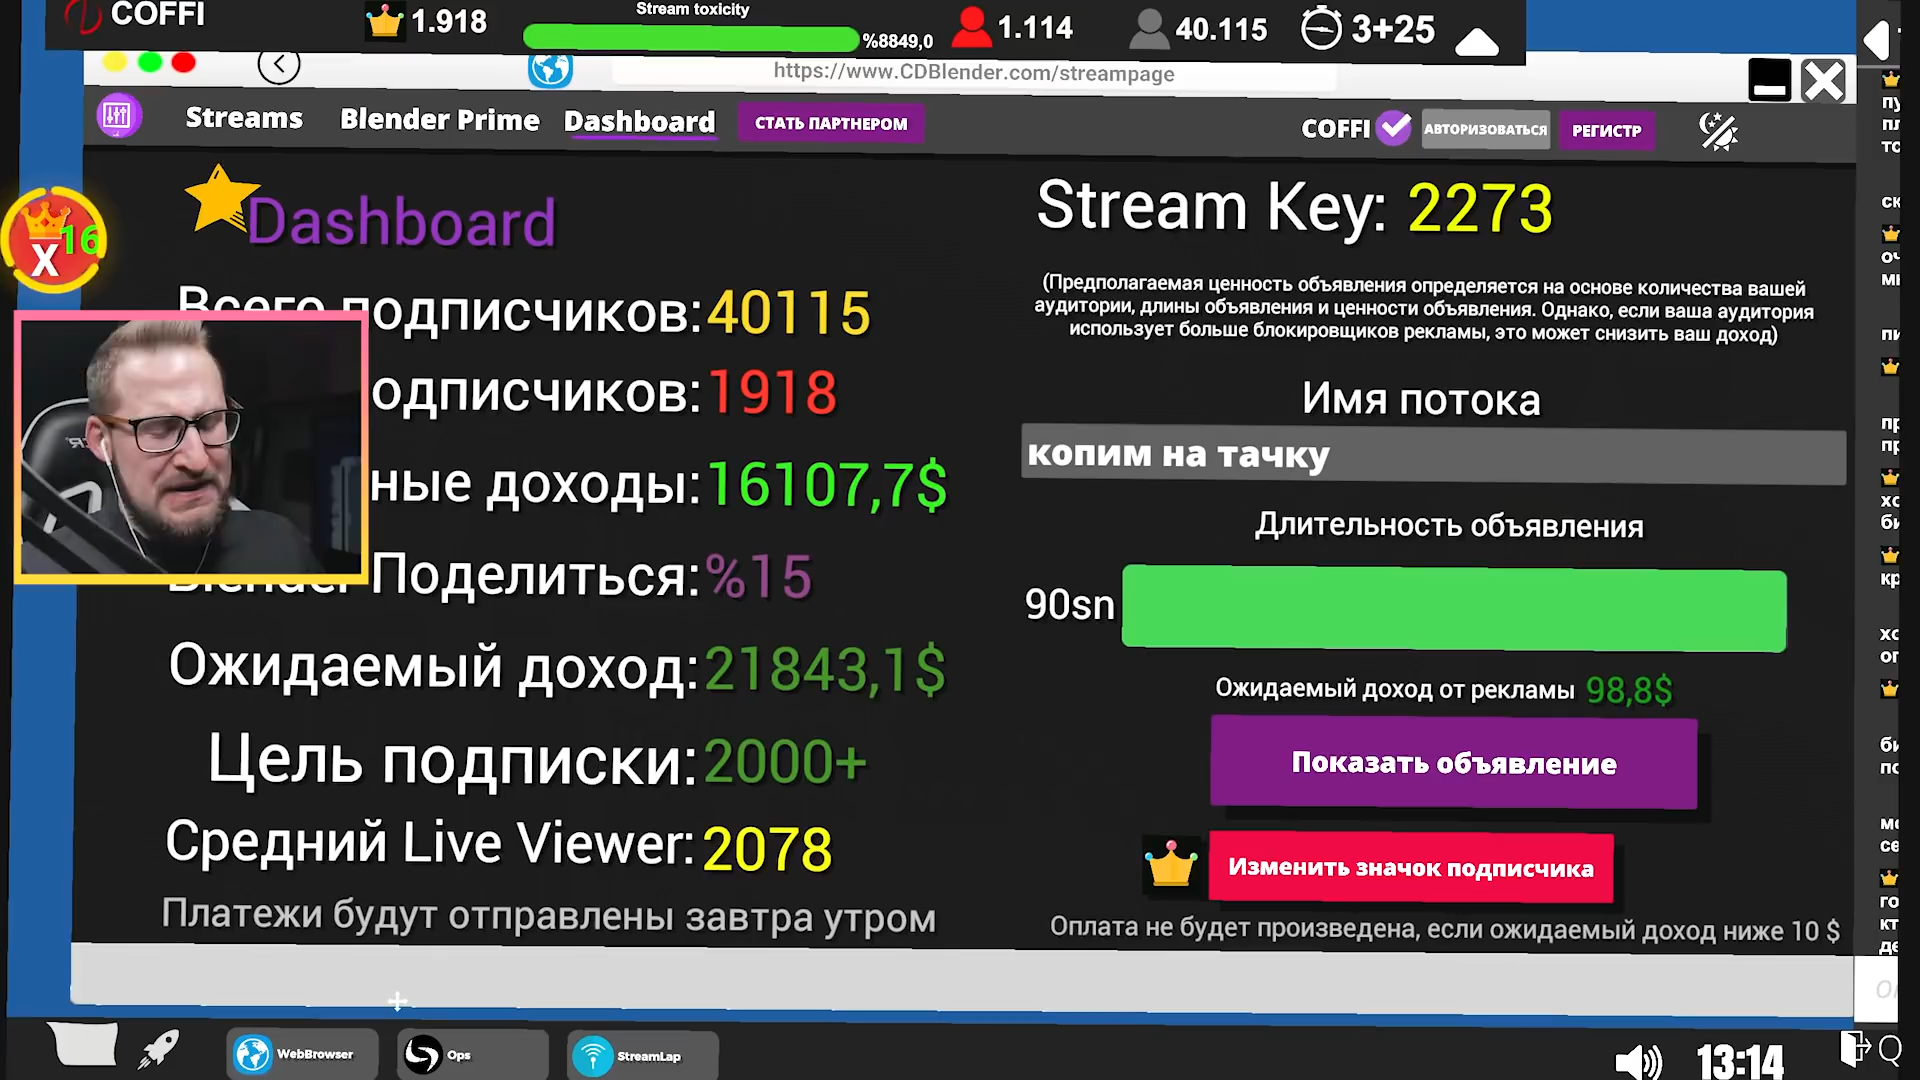 COFFI
1.918
Stream toxicity
%8849,0
1.114
40.115
3+25
https://www.CDBlender.com/streampage
Streams
Blender Prime
Dashboard
СТАТЬ ПАРТНЕРОМ
COFFI
АВТОРИЗОВАТЬСЯ
РЕГИСТР
X16
Dashboard
Всего подписчиков:40115
одписчиков:1918
ные доходы:16107,7$
Blender Поделиться:%15
Ожидаемый доход:21843,1$
Цель подписки:2000+
Средний Live Viewer:2078
Платежи будут отправлены завтра утром
Stream Key: 2273
(Предполагаемая ценность объявления определяется на основе количества вашей
аудитории, длины объявления и ценности объявления. Однако, если ваша аудитория
использует больше блокировщиков рекламы, это может снизить ваш доход)
Имя потока
копим на тачку
Длительность объявления
90sn
Ожидаемый доход от рекламы 98,8$
Показать объявление
Изменить значок подписчика
Оплата не будет произведена, если ожидаемый доход ниже 10 $
WebBrowser
Ops
StreamLap
13:14
Q